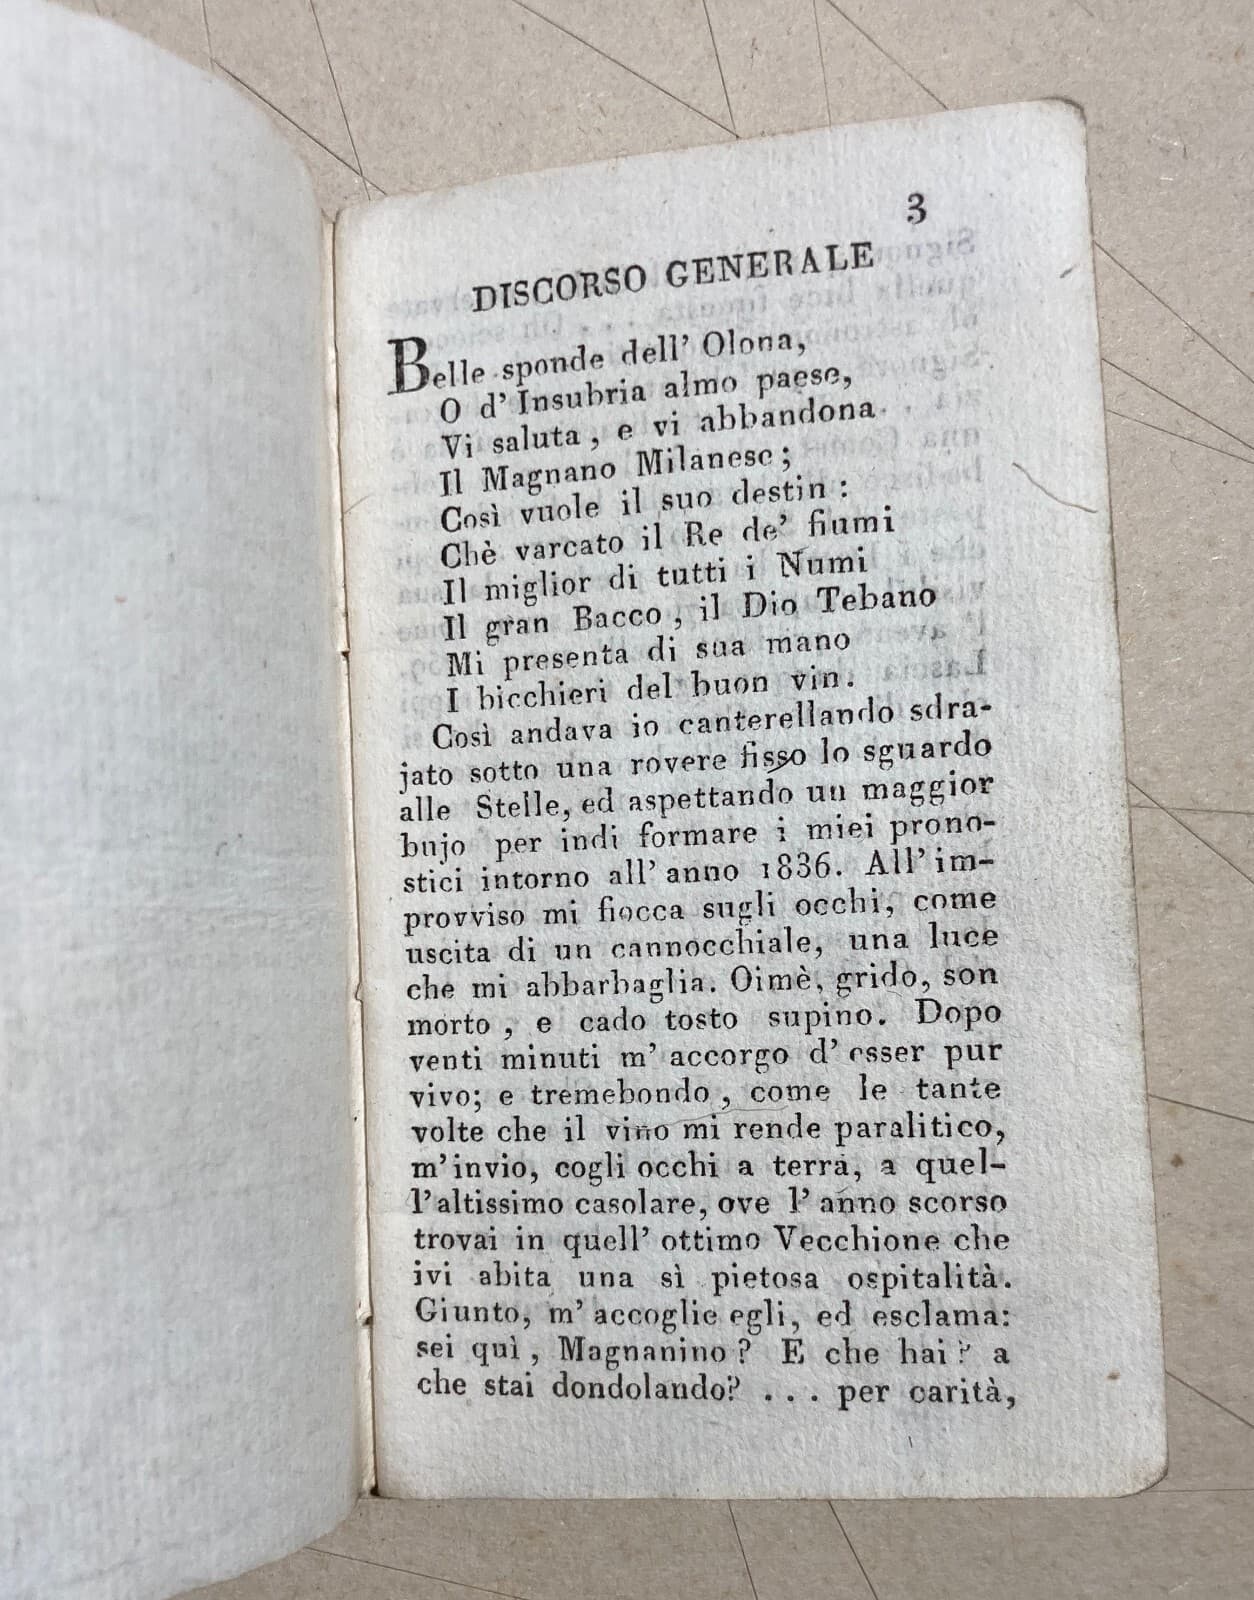 3
DISCORSO GENERALE
Belle sponde dell' Olona,
O d' Insubria almo paese,
Vi saluta, e vi abbandona
Il Magnano Milanese;
Così vuole il suo destin:
Chè varcato il Re de' fiumi
Il miglior di tutti i Numi
Il gran Bacco, il Dio Tebano
Mi presenta di sua mano
I bicchieri del buon vin.
Così andava io canterellando sdra-
jato sotto una rovere fisso lo sguardo
alle Stelle, ed aspettando un maggior
bujo per indi formare i miei prono-
stici intorno all' anno 1836. All' im-
provviso mi fiocca sugli occhi, come
uscita di un cannocchiale, una luce
che mi abbarbaglia. Oimè, grido, son
morto, e cado tosto supino. Dopo
venti minuti m' accorgo d' esser pur
vivo; e tremebondo, come le tante
volte che il vino mi rende paralitico,
m' invio, cogli occhi a terra, a quel-
l' altissimo casolare, ove l' anno scorso
trovai in quell' ottimo Vecchione che
ivi abita una sì pietosa ospitalità.
Giunto, m' accoglie egli, ed esclama:
sei quì, Magnanino? E che hai? a
che stai dondolando? . . . per carità,